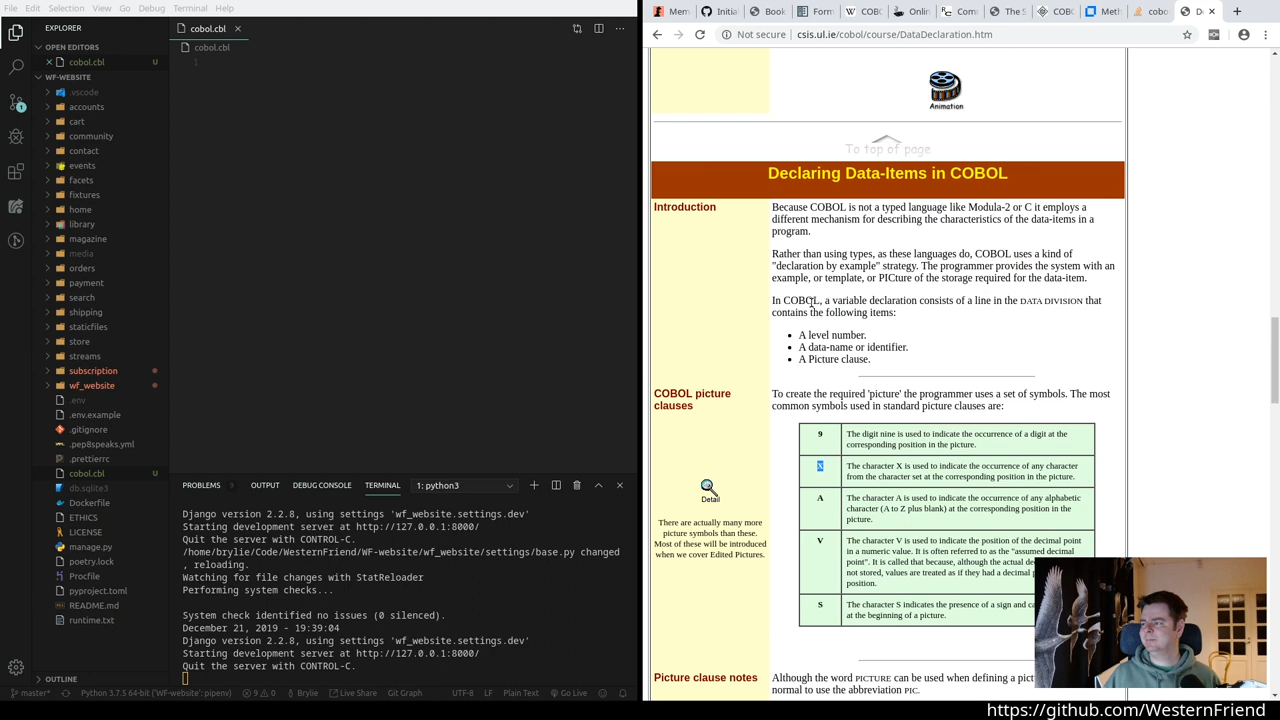 File Edit Selection View Go Debug Terminal Help
EXPLORER
OPEN EDITORS
cobol.cbl U
WF-WEBSITE
.vscode
accounts
cart
community
contact
events
facets
fixtures
home
library
magazine
media
orders
payment
search
shipping
staticfiles
store
streams
subscription
wf_website
.env
.env.example
.gitignore
.pep8speaks.yml
.prettierrc
cobol.cbl U
db.sqlite3
Dockerfile
ETHICS
LICENSE
manage.py
poetry.lock
Procfile
pyproject.toml
README.md
runtime.txt
OUTLINE
1
cobol.cbl
cobol.cbl
1
PROBLEMS 9 OUTPUT DEBUG CONSOLE TERMINAL 1: python3
Django version 2.2.8, using settings 'wf_website.settings.dev'
Starting development server at http://127.0.0.1:8000/
Quit the server with CONTROL-C.
/home/brylie/Code/WesternFriend/WF-website/wf_website/settings/base.py changed
, reloading.
Watching for file changes with StatReloader
Performing system checks...
System check identified no issues (0 silenced).
December 21, 2019 - 19:39:04
Django version 2.2.8, using settings 'wf_website.settings.dev'
Starting development server at http://127.0.0.1:8000/
Quit the server with CONTROL-C.
master* Python 3.7.5 64-bit ('WF-website': pipenv) 9 0 Brylie Live Share Git Graph UTF-8 LF Plain Text Go Live
Mem Initia Book Form COBO COBO The S COBO Meth cobo D
Not secure csis.ul.ie/cobol/course/DataDeclaration.htm
Animation
To top of page
Declaring Data-Items in COBOL
Introduction
Because COBOL is not a typed language like Modula-2 or C it employs a
different mechanism for describing the characteristics of the data-items in a
program.
Rather than using types, as these languages do, COBOL uses a kind of
"declaration by example" strategy. The programmer provides the system with an
example, or template, or PICture of the storage required for the data-item.
In COBOL, a variable declaration consists of a line in the DATA DIVISION that
contains the following items:
A level number.
A data-name or identifier.
A Picture clause.
COBOL picture
clauses
To create the required 'picture' the programmer uses a set of symbols. The most
common symbols used in standard picture clauses are:
9 The digit nine is used to indicate the occurrence of a digit at the
corresponding position in the picture.
X The character X is used to indicate the occurrence of any character
from the character set at the corresponding position in the picture.
A The character A is used to indicate the occurrence of any alphabetic
character (A to Z plus blank) at the corresponding position in the
picture.
V The character V is used to indicate the position of the decimal point
in a numeric value. It is often referred to as the "assumed decimal
point". It is called that because, although the actual de
not stored, values are treated as if they had a decimal p
position.
S The character S indicates the presence of a sign and ca
at the beginning of a picture.
Detail
There are actually many more
picture symbols than these.
Most of these will be introduced
when we cover Edited Pictures.
Picture clause notes
Although the word PICTURE can be used when defining a pict
normal to use the abbreviation PIC.
https://github.com/WesternFriend